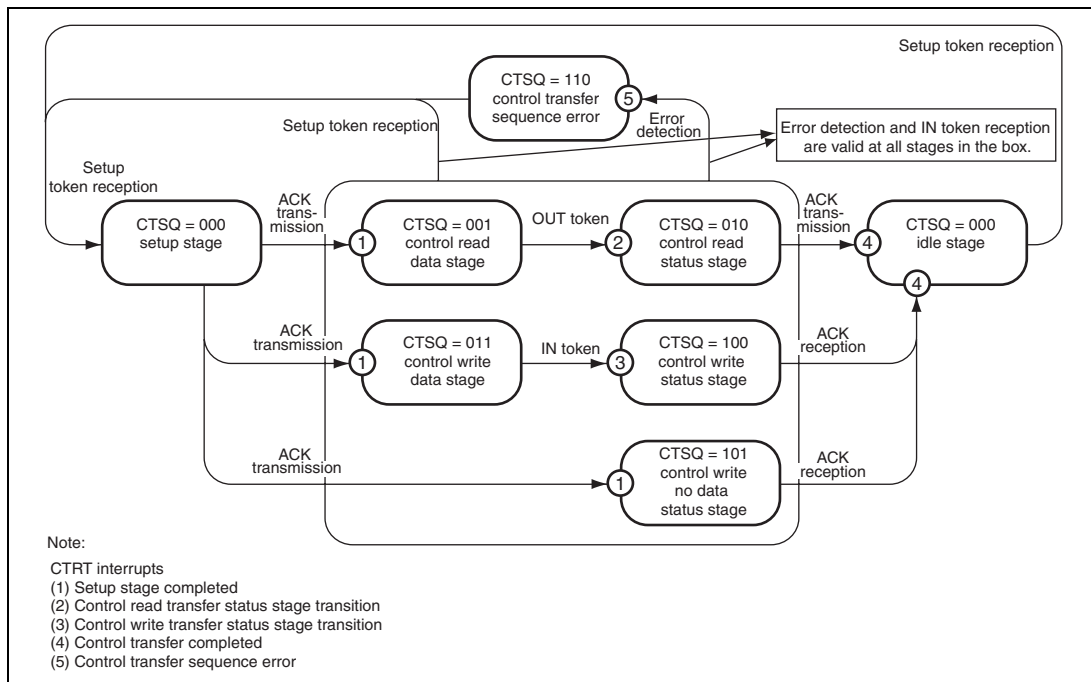 Setup token reception
CTSQ = 110
control transfer
sequence error
5
Setup token reception
Error
detection
Error detection and IN token reception
are valid at all stages in the box.
Setup
token reception
CTSQ = 000
setup stage
ACK
trans-
mission
1
CTSQ = 001
control read
data stage
OUT token
2
CTSQ = 010
control read
status stage
ACK
trans-
mission
4
CTSQ = 000
idle stage
4
ACK
transmission
1
CTSQ = 011
control write
data stage
IN token
3
CTSQ = 100
control write
status stage
ACK
reception
ACK
transmission
1
CTSQ = 101
control write
no data
status stage
ACK
reception
Note:
CTRT interrupts
(1) Setup stage completed
(2) Control read transfer status stage transition
(3) Control write transfer status stage transition
(4) Control transfer completed
(5) Control transfer sequence error